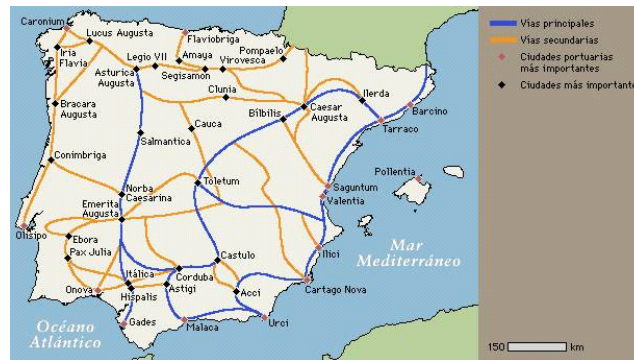 Caronium
Lucus Augusta
Flaviobriga
Iria
Flavia
Legio VII
Amaya
Pompaelo
Segisamon
Virovesca
Asturica
Augusta
Clunia
Caesar
Augusta
Ilerda
Barcino
Tarraco
Bracara
Augusta
Cauca
Bílbilis
Salmantica
Conimbriga
Norba
Caesarina
Toletum
Pollentia
Saguntum
Valentia
Emerita
Augusta
Olisipo
Ebora
Pax Julia
Mar
Mediterráneo
Ilici
Castulo
Itálica
Corduba
Onova
Hispalis
Astigi
Acci
Cartago Nova
Gades
Malaca
Urci
Océano
Atlántico
Vías principales
Vías secundarias
Ciudades portuarias
más importantes
Ciudades más importante
150 km